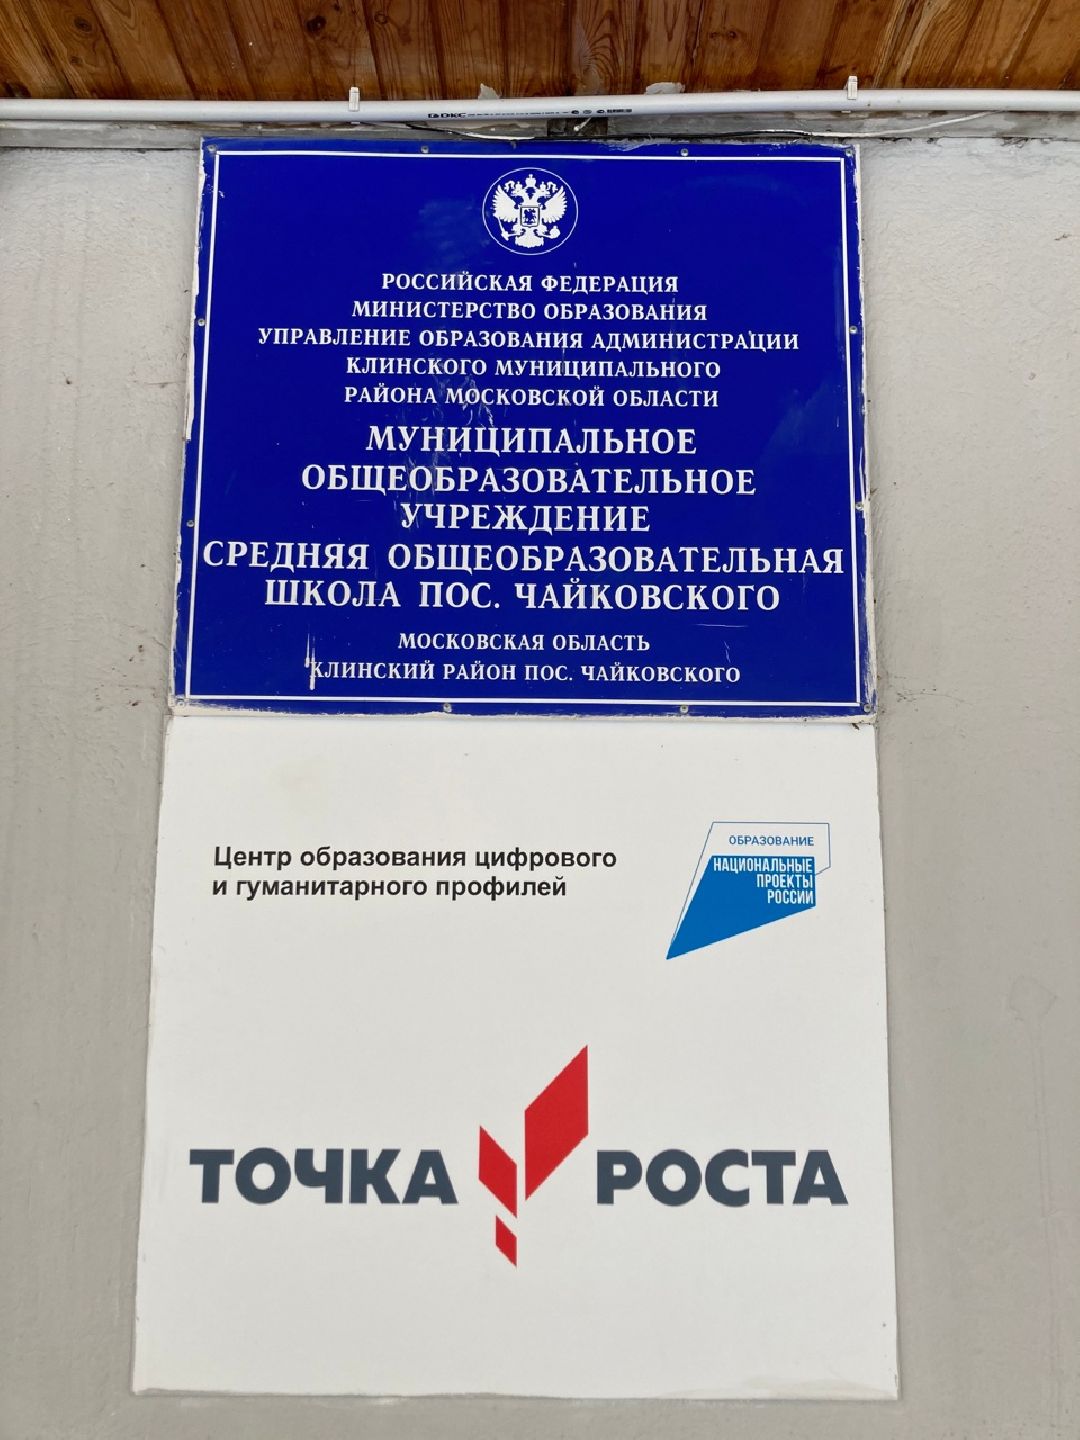 DKC
РОССИЙСКАЯ ФЕДЕРАЦИЯ
МИНИСТЕРСТВО ОБРАЗОВАНИЯ
УПРАВЛЕНИЕ ОБРАЗОВАНИЯ АДМИНИСТРАЦИИ
КЛИНСКОГО МУНИЦИПАЛЬНОГО
РАЙОНА МОСКОВСКОЙ ОБЛАСТИ
МУНИЦИПАЛЬНОЕ
ОБЩЕОБРАЗОВАТЕЛЬНОЕ
УЧРЕЖДЕНИЕ
СРЕДНЯЯ ОБЩЕОБРАЗОВАТЕЛЬНАЯ
ШКОЛА ПОС. ЧАЙКОВСКОГО
МОСКОВСКАЯ ОБЛАСТЬ
КЛИНСКИЙ РАЙОН ПОС. ЧАЙКОВСКОГО
Центр образования цифрового
и гуманитарного профилей
ОБРАЗОВАНИЕ
НАЦИОНАЛЬНЫЕ
ПРОЕКТЫ
РОССИИ
ТОЧКА РОСТА